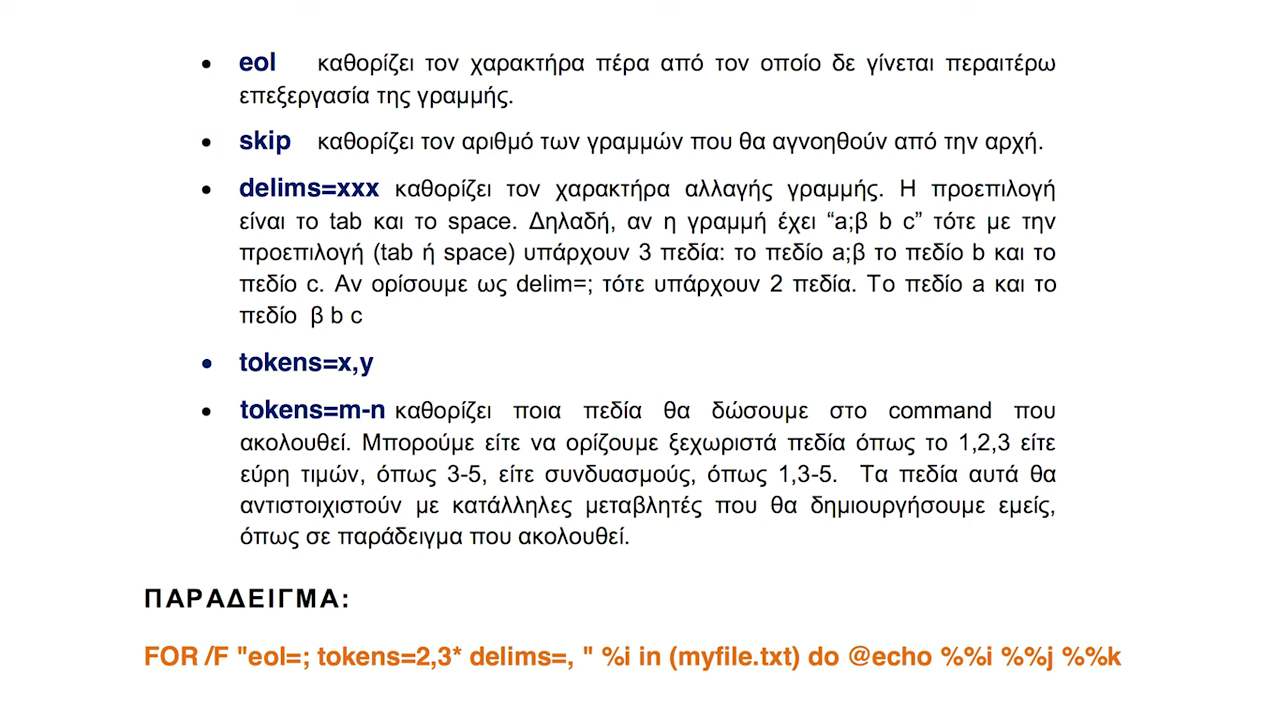 • eol καθορίζει τον χαρακτήρα πέρα από τον οποίο δε γίνεται περαιτέρω
επεξεργασία της γραμμής.
• skip καθορίζει τον αριθμό των γραμμών που θα αγνοηθούν από την αρχή.
• delims=xxx καθορίζει τον χαρακτήρα αλλαγής γραμμής. Η προεπιλογή
είναι το tab και το space. Δηλαδή, αν η γραμμή έχει “a;β b c” τότε με την
προεπιλογή (tab ή space) υπάρχουν 3 πεδία: το πεδίο a;β το πεδίο b και το
πεδίο c. Αν ορίσουμε ως delim=; τότε υπάρχουν 2 πεδία. Το πεδίο a και το
πεδίο β b c
• tokens=x,y
• tokens=m-n καθορίζει ποια πεδία θα δώσουμε στο command που
ακολουθεί. Μπορούμε είτε να ορίζουμε ξεχωριστά πεδία όπως το 1,2,3 είτε
εύρη τιμών, όπως 3-5, είτε συνδυασμούς, όπως 1,3-5. Τα πεδία αυτά θα
αντιστοιχιστούν με κατάλληλες μεταβλητές που θα δημιουργήσουμε εμείς,
όπως σε παράδειγμα που ακολουθεί.
ΠΑΡΑΔΕΙΓΜΑ:
FOR /F "eol=; tokens=2,3* delims=, " %i in (myfile.txt) do @echo %%i %%j %%k